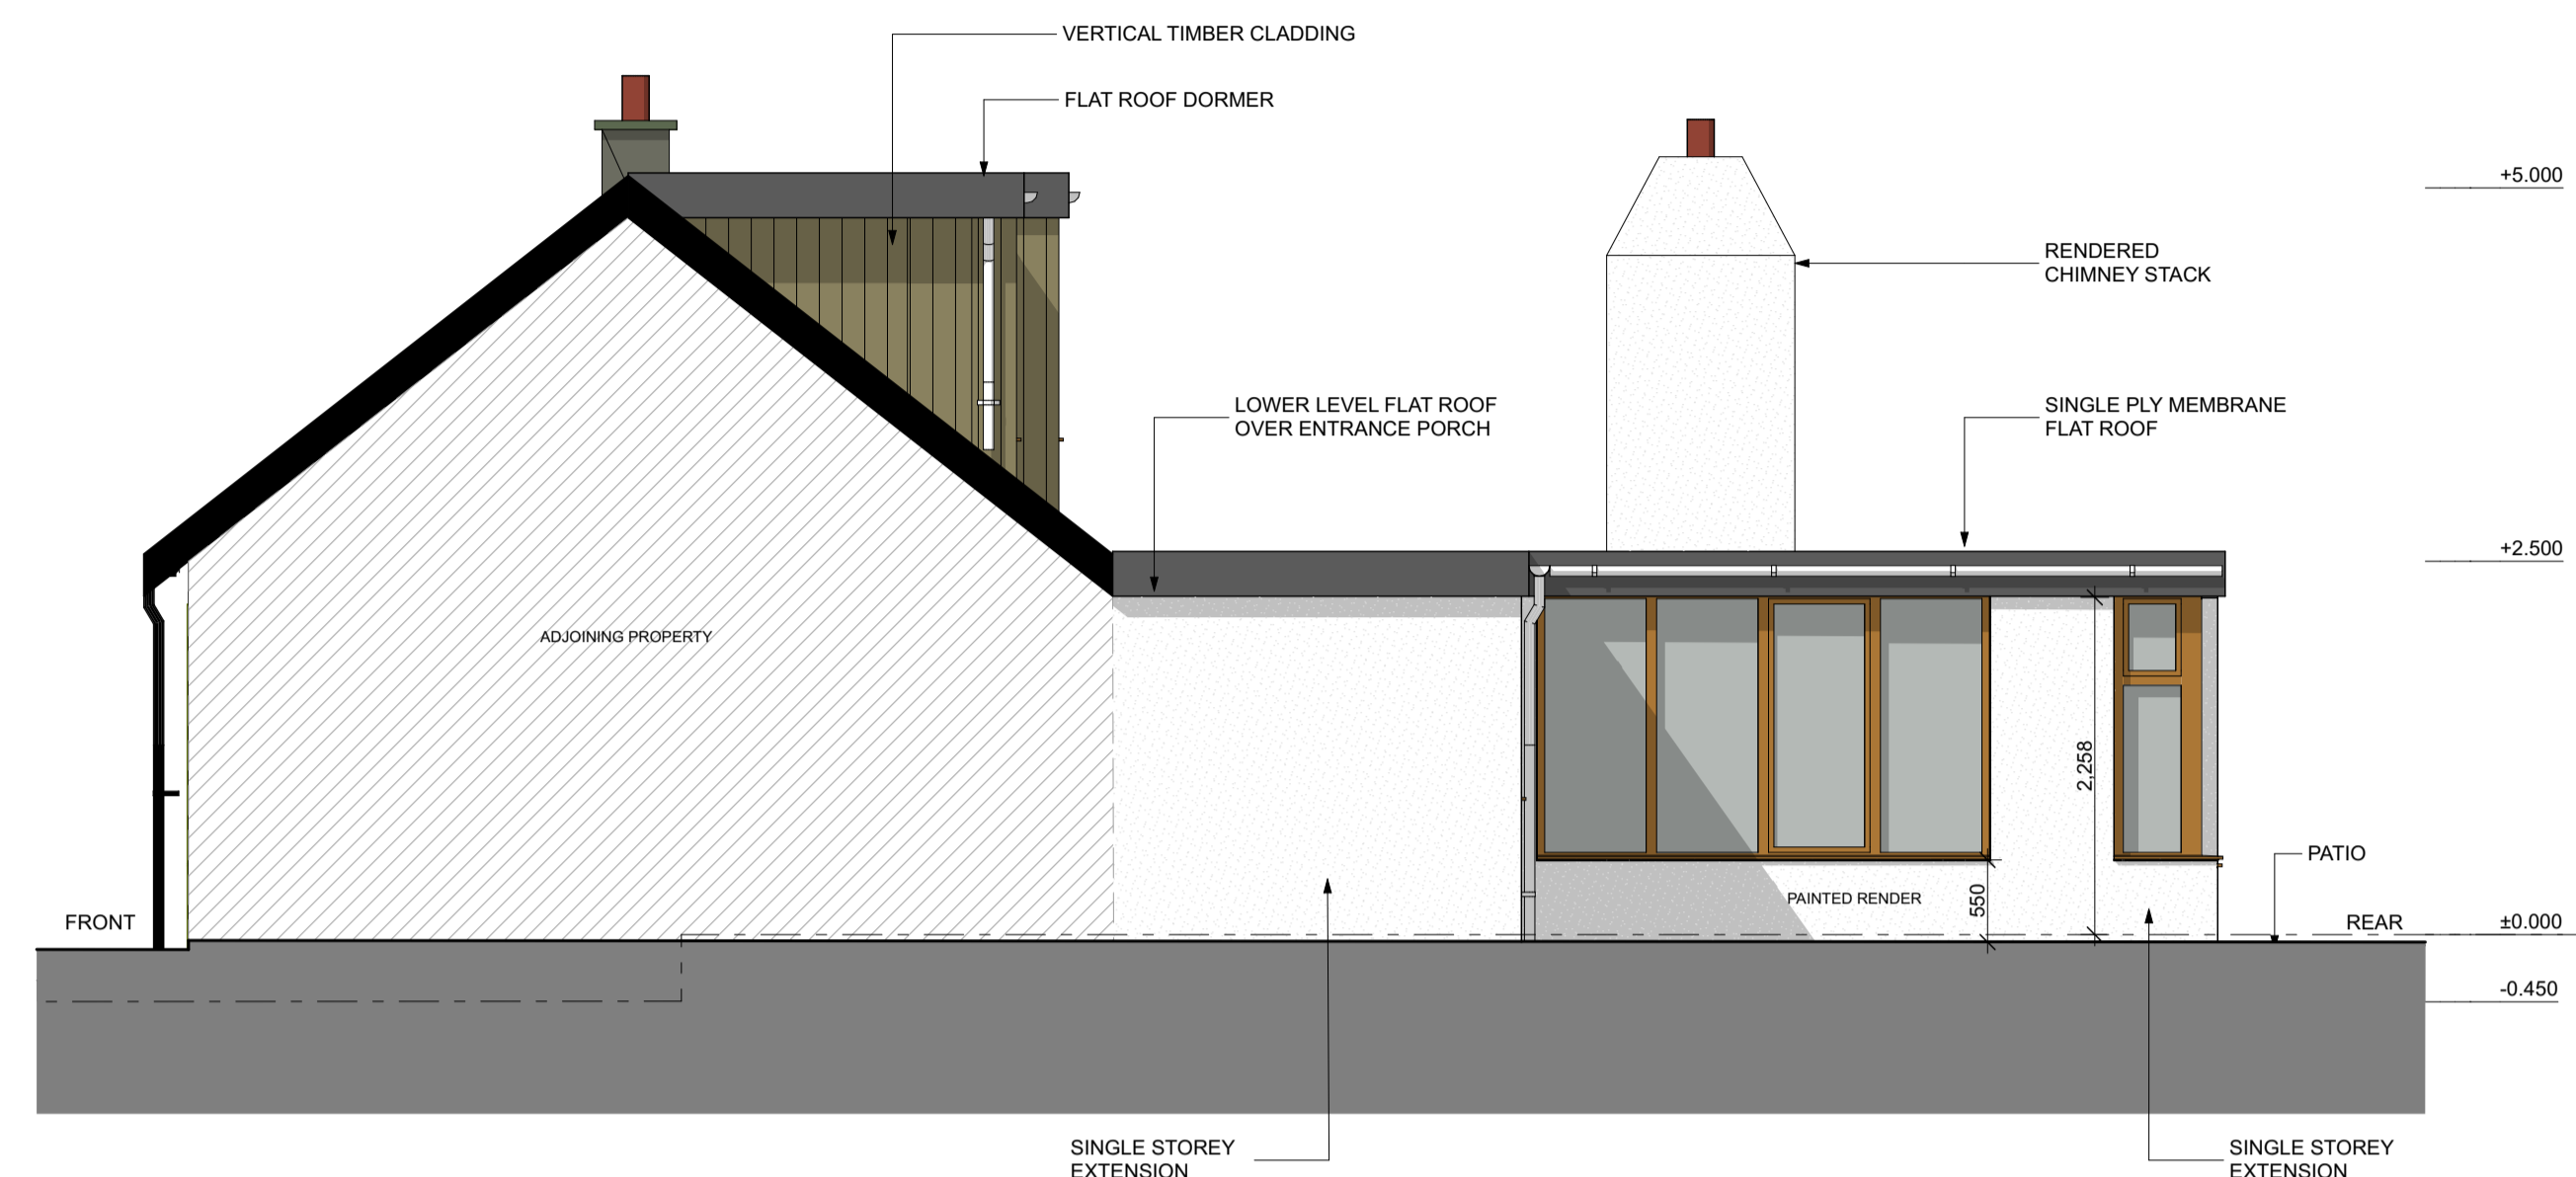 VERTICAL TIMBER CLADDING
FLAT ROOF DORMER
+5.000
RENDERED
CHIMNEY STACK
LOWER LEVEL FLAT ROOF
OVER ENTRANCE PORCH
SINGLE PLY MEMBRANE
FLAT ROOF
+2.500
ADJOINING PROPERTY
2,258
PATIO
550
PAINTED RENDER
FRONT
REAR
±0.000
-0.450
SINGLE STOREY
EXTENSION
SINGLE STOREY
EXTENSION